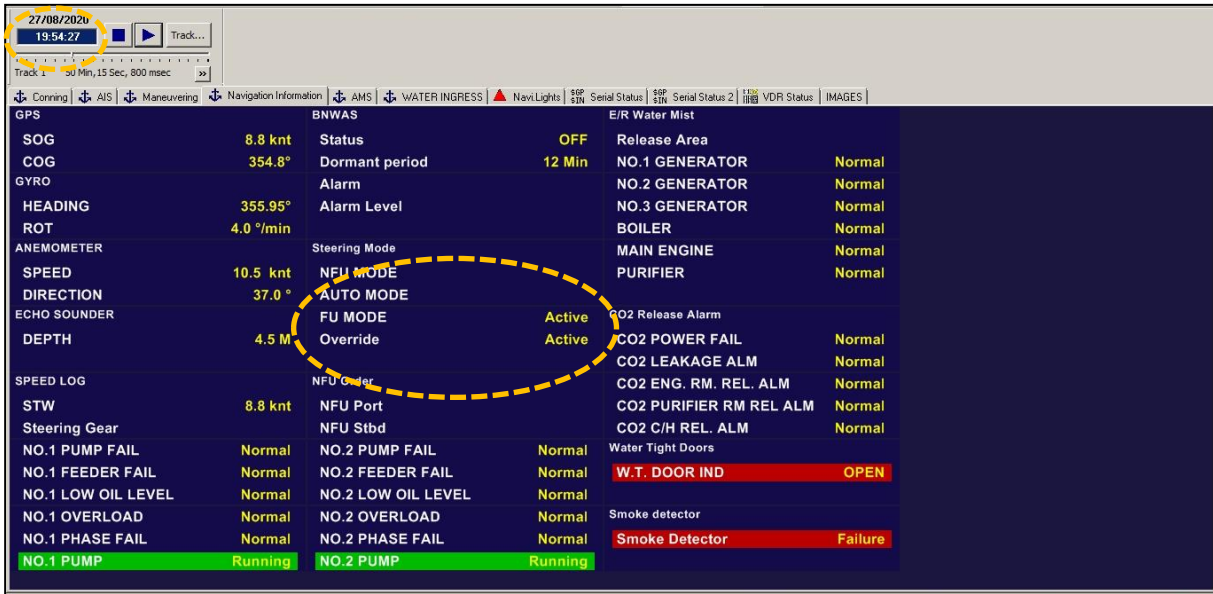 27/08/2020
19:54:27
Track...
Track 1 50 Min,15 Sec, 800 msec »
Conning AIS Maneuvering Navigation Information AMS WATER INGRESS Navi.Lights SGP SIN Serial Status SGP SIN Serial Status 2 VDR Status IMAGES
GPS BNWAS E/R Water Mist
SOG 8.8 knt Status OFF Release Area
COG 354.8° Dormant period 12 Min NO.1 GENERATOR Normal
GYRO Alarm NO.2 GENERATOR Normal
HEADING 355.95° Alarm Level NO.3 GENERATOR Normal
ROT 4.0 °/min BOILER Normal
ANEMOMETER Steering Mode MAIN ENGINE Normal
SPEED 10.5 knt NFU MODE PURIFIER Normal
DIRECTION 37.0 ° AUTO MODE
ECHO SOUNDER FU MODE Active CO2 Release Alarm
DEPTH 4.5 M Override Active CO2 POWER FAIL Normal
CO2 LEAKAGE ALM Normal
SPEED LOG NFU Order CO2 ENG. RM. REL. ALM Normal
STW 8.8 knt NFU Port CO2 PURIFIER RM REL ALM Normal
Steering Gear NFU Stbd CO2 C/H REL. ALM Normal
NO.1 PUMP FAIL Normal NO.2 PUMP FAIL Normal Water Tight Doors
NO.1 FEEDER FAIL Normal NO.2 FEEDER FAIL Normal W.T. DOOR IND OPEN
NO.1 LOW OIL LEVEL Normal NO.2 LOW OIL LEVEL Normal
NO.1 OVERLOAD Normal NO.2 OVERLOAD Normal Smoke detector
NO.1 PHASE FAIL Normal NO.2 PHASE FAIL Normal Smoke Detector Failure
NO.1 PUMP Running NO.2 PUMP Running